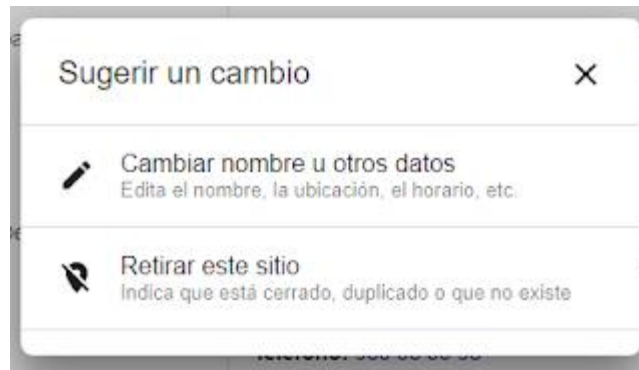 Sugerir un cambio
Cambiar nombre u otros datos
Edita el nombre, la ubicación, el horario, etc.
Retirar este sitio
Indica que está cerrado, duplicado o que no existe